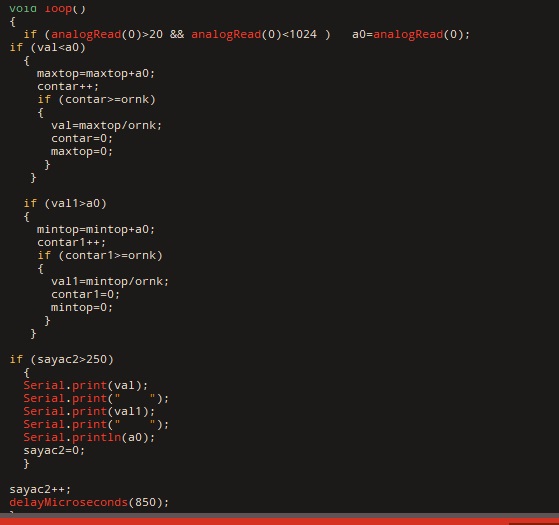 void loop()
{
if (analogRead(0)>20 && analogRead(0)<1024 ) a0=analogRead(0);
if (val<a0)
{
maxtop=maxtop+a0;
contar++;
if (contar>=ornk)
{
val=maxtop/ornk;
contar=0;
maxtop=0;
}
}
if (val1>a0)
{
mintop=mintop+a0;
contar1++;
if (contar1>=ornk)
{
val1=mintop/ornk;
contar1=0;
mintop=0;
}
}
if (sayac2>250)
{
Serial.print(val);
Serial.print("    ");
Serial.print(val1);
Serial.print("    ");
Serial.println(a0);
sayac2=0;
}
sayac2++;
delayMicroseconds(850);
}